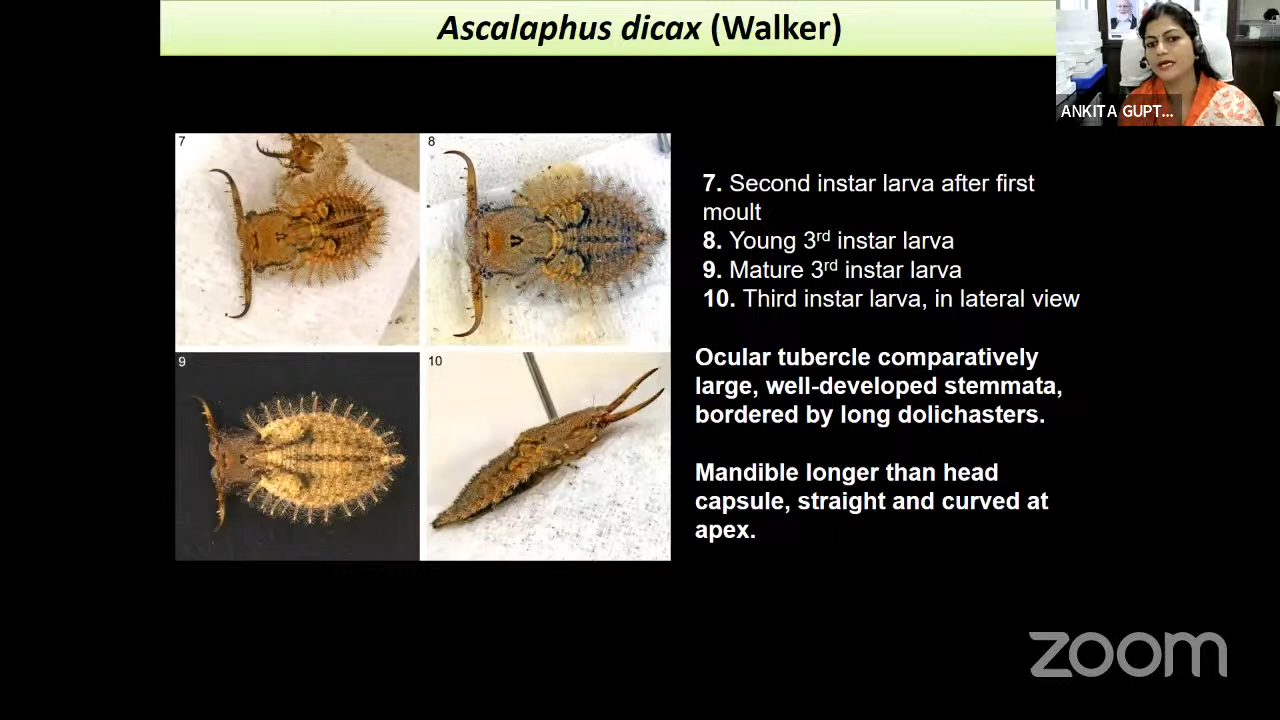 Ascalaphus dicax (Walker)
ANKITA GUPT...
7
8
9
10
7. Second instar larva after first
moult
8. Young 3rd instar larva
9. Mature 3rd instar larva
10. Third instar larva, in lateral view
Ocular tubercle comparatively
large, well-developed stemmata,
bordered by long dolichasters.
Mandible longer than head
capsule, straight and curved at
apex.
zoom